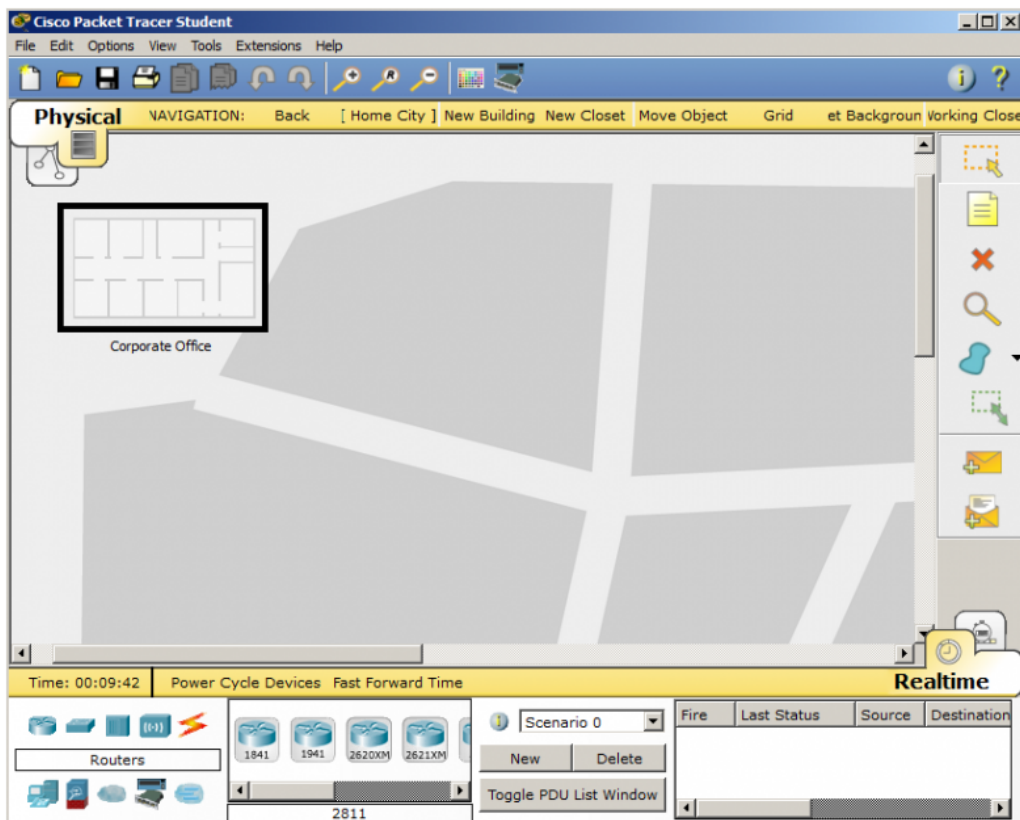 Cisco Packet Tracer Student
File Edit Options View Tools Extensions Help
Physical NAVIGATION: Back [ Home City ] New Building New Closet Move Object Grid et Backgroun Working Close
Corporate Office
Time: 00:09:42 Power Cycle Devices Fast Forward Time Realtime
Routers
1841 1941 2620XM 2621XM
2811
Scenario 0
New Delete
Toggle PDU List Window
Fire Last Status Source Destination